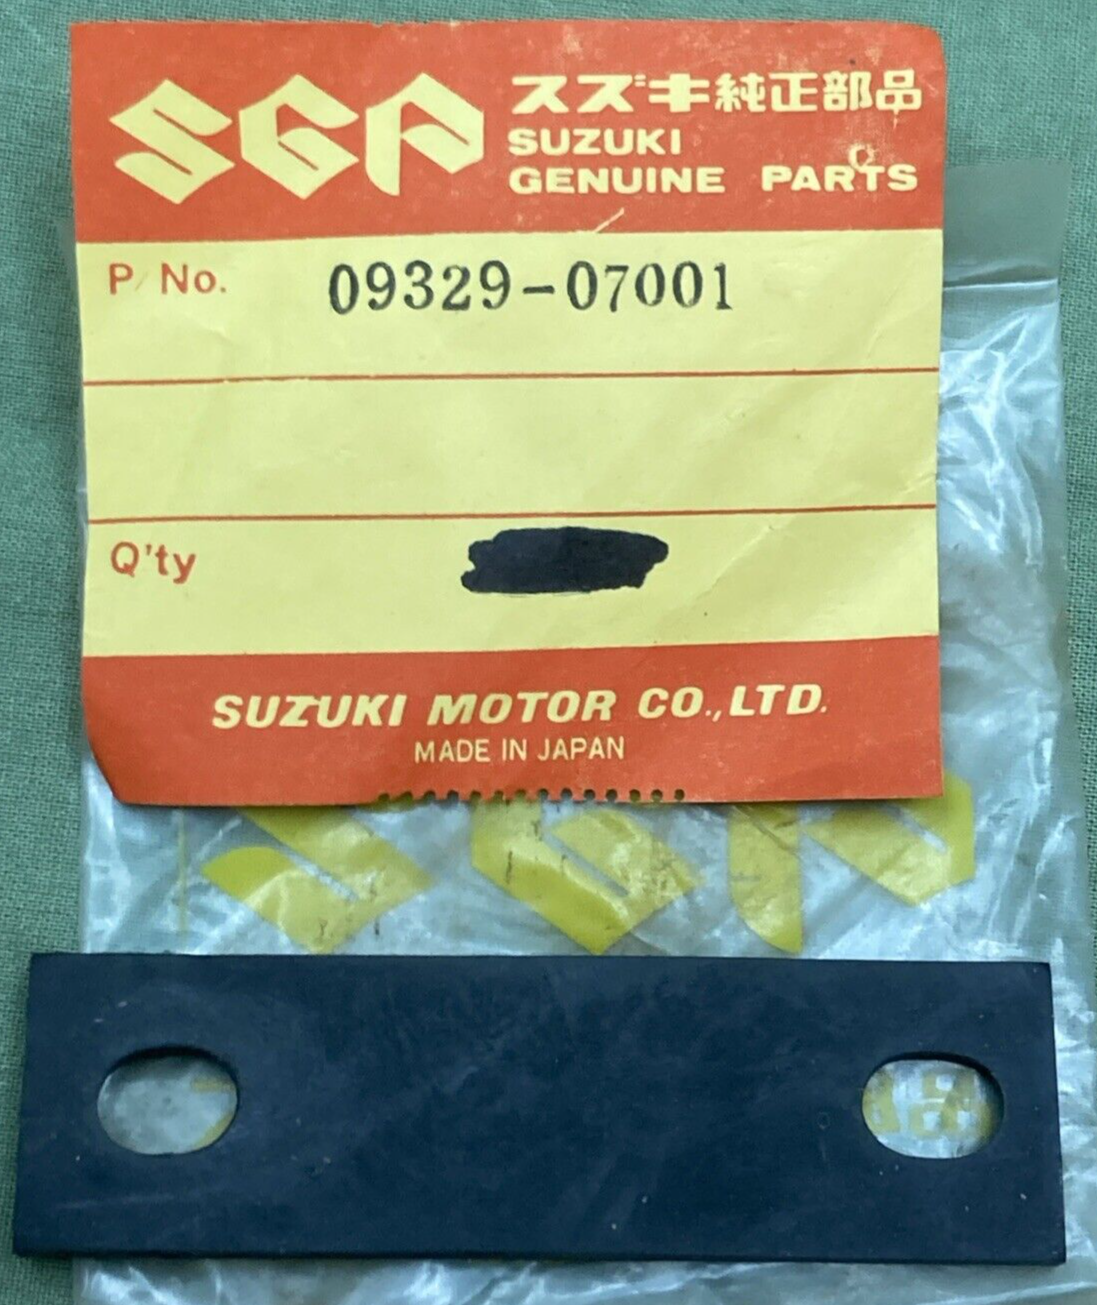 SGP
スズキ純正部品
SUZUKI
GENUINE PARTS
P/No. 09329-07001
Q'ty
SUZUKI MOTOR CO.,LTD.
MADE IN JAPAN
SGP